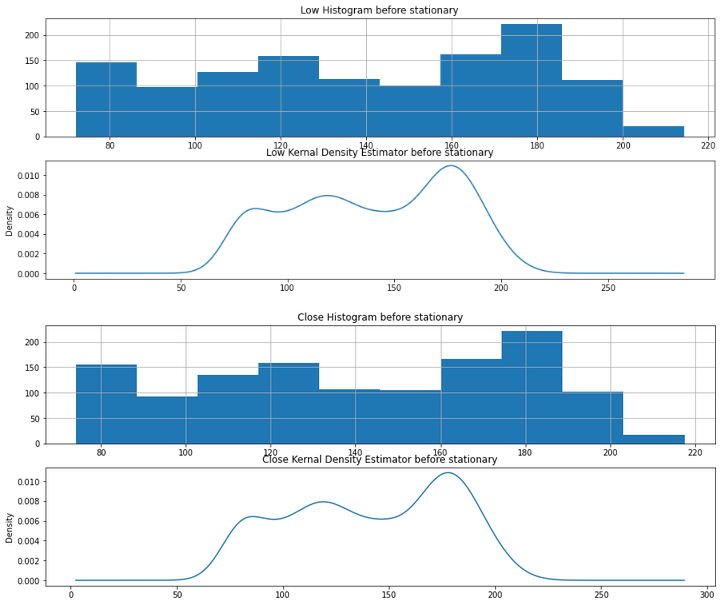 Low Histogram before stationary
200
150
100
50
0
80 100 120 140 160 180 200 220
Low Kernal Density Estimator before stationary
0.010
0.008
0.006
0.004
0.002
0.000
Density
0 50 100 150 200 250
Close Histogram before stationary
200
150
100
50
0
80 100 120 140 160 180 200 220
Close Kernal Density Estimator before stationary
0.010
0.008
0.006
0.004
0.002
0.000
Density
0 50 100 150 200 250 300